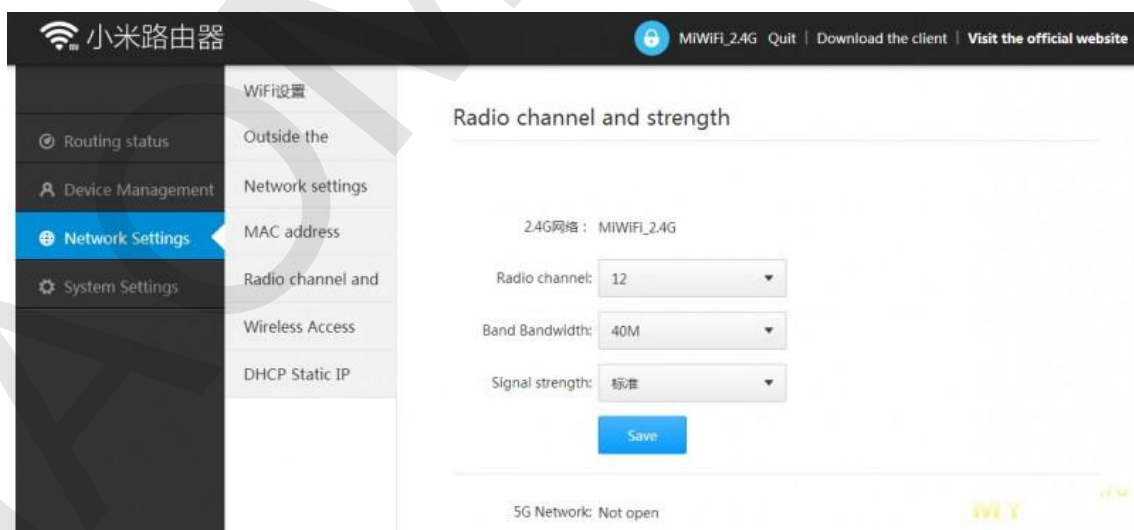 小米路由器
MiWiFi_2.4G Quit | Download the client | Visit the official website
WiFi设置
Outside the
Network settings
MAC address
Radio channel and
Wireless Access
DHCP Static IP
Routing status
Device Management
Network Settings
System Settings
Radio channel and strength
2.4G网络： MiWiFi_2.4G
Radio channel: 12
Band Bandwidth: 40M
Signal strength: 标准
Save
5G Network: Not open
MY